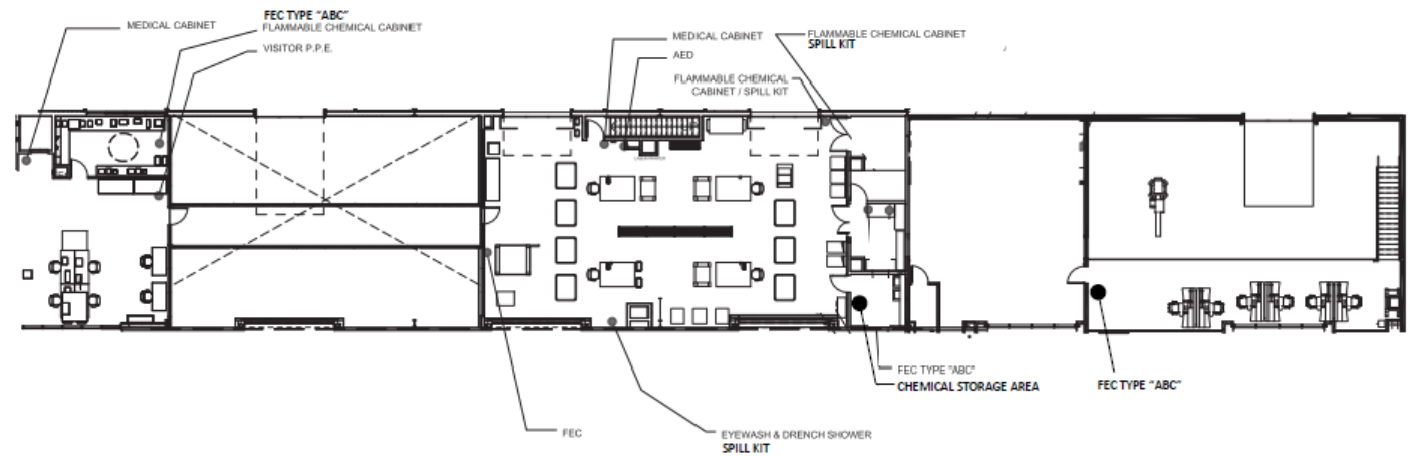 FEC TYPE "ABC"
MEDICAL CABINET
FLAMMABLE CHEMICAL CABINET
VISITOR P.P.E.
MEDICAL CABINET
AED
FLAMMABLE CHEMICAL CABINET
SPILL KIT
FLAMMABLE CHEMICAL
CABINET / SPILL KIT
FEC TYPE "ABC"
CHEMICAL STORAGE AREA
FEC TYPE "ABC"
FEC
EYEWASH & DRENCH SHOWER
SPILL KIT